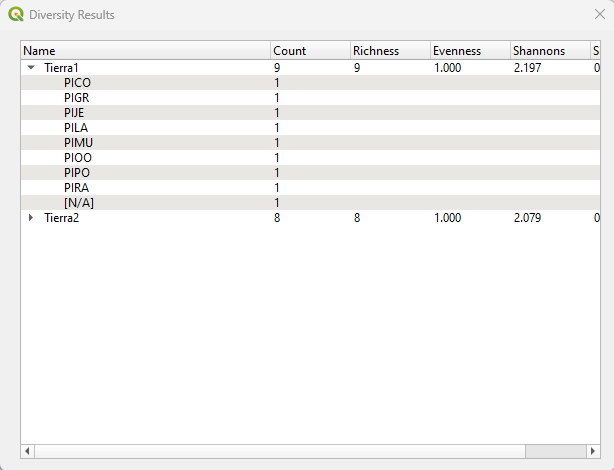 Diversity Results
Name Count Richness Evenness Shannons S
Tierra1 9 9 1.000 2.197 0
PICO 1
PIGR 1
PIJE 1
PILA 1
PIMU 1
PIOO 1
PIPO 1
PIRA 1
[N/A] 1
Tierra2 8 8 1.000 2.079 0